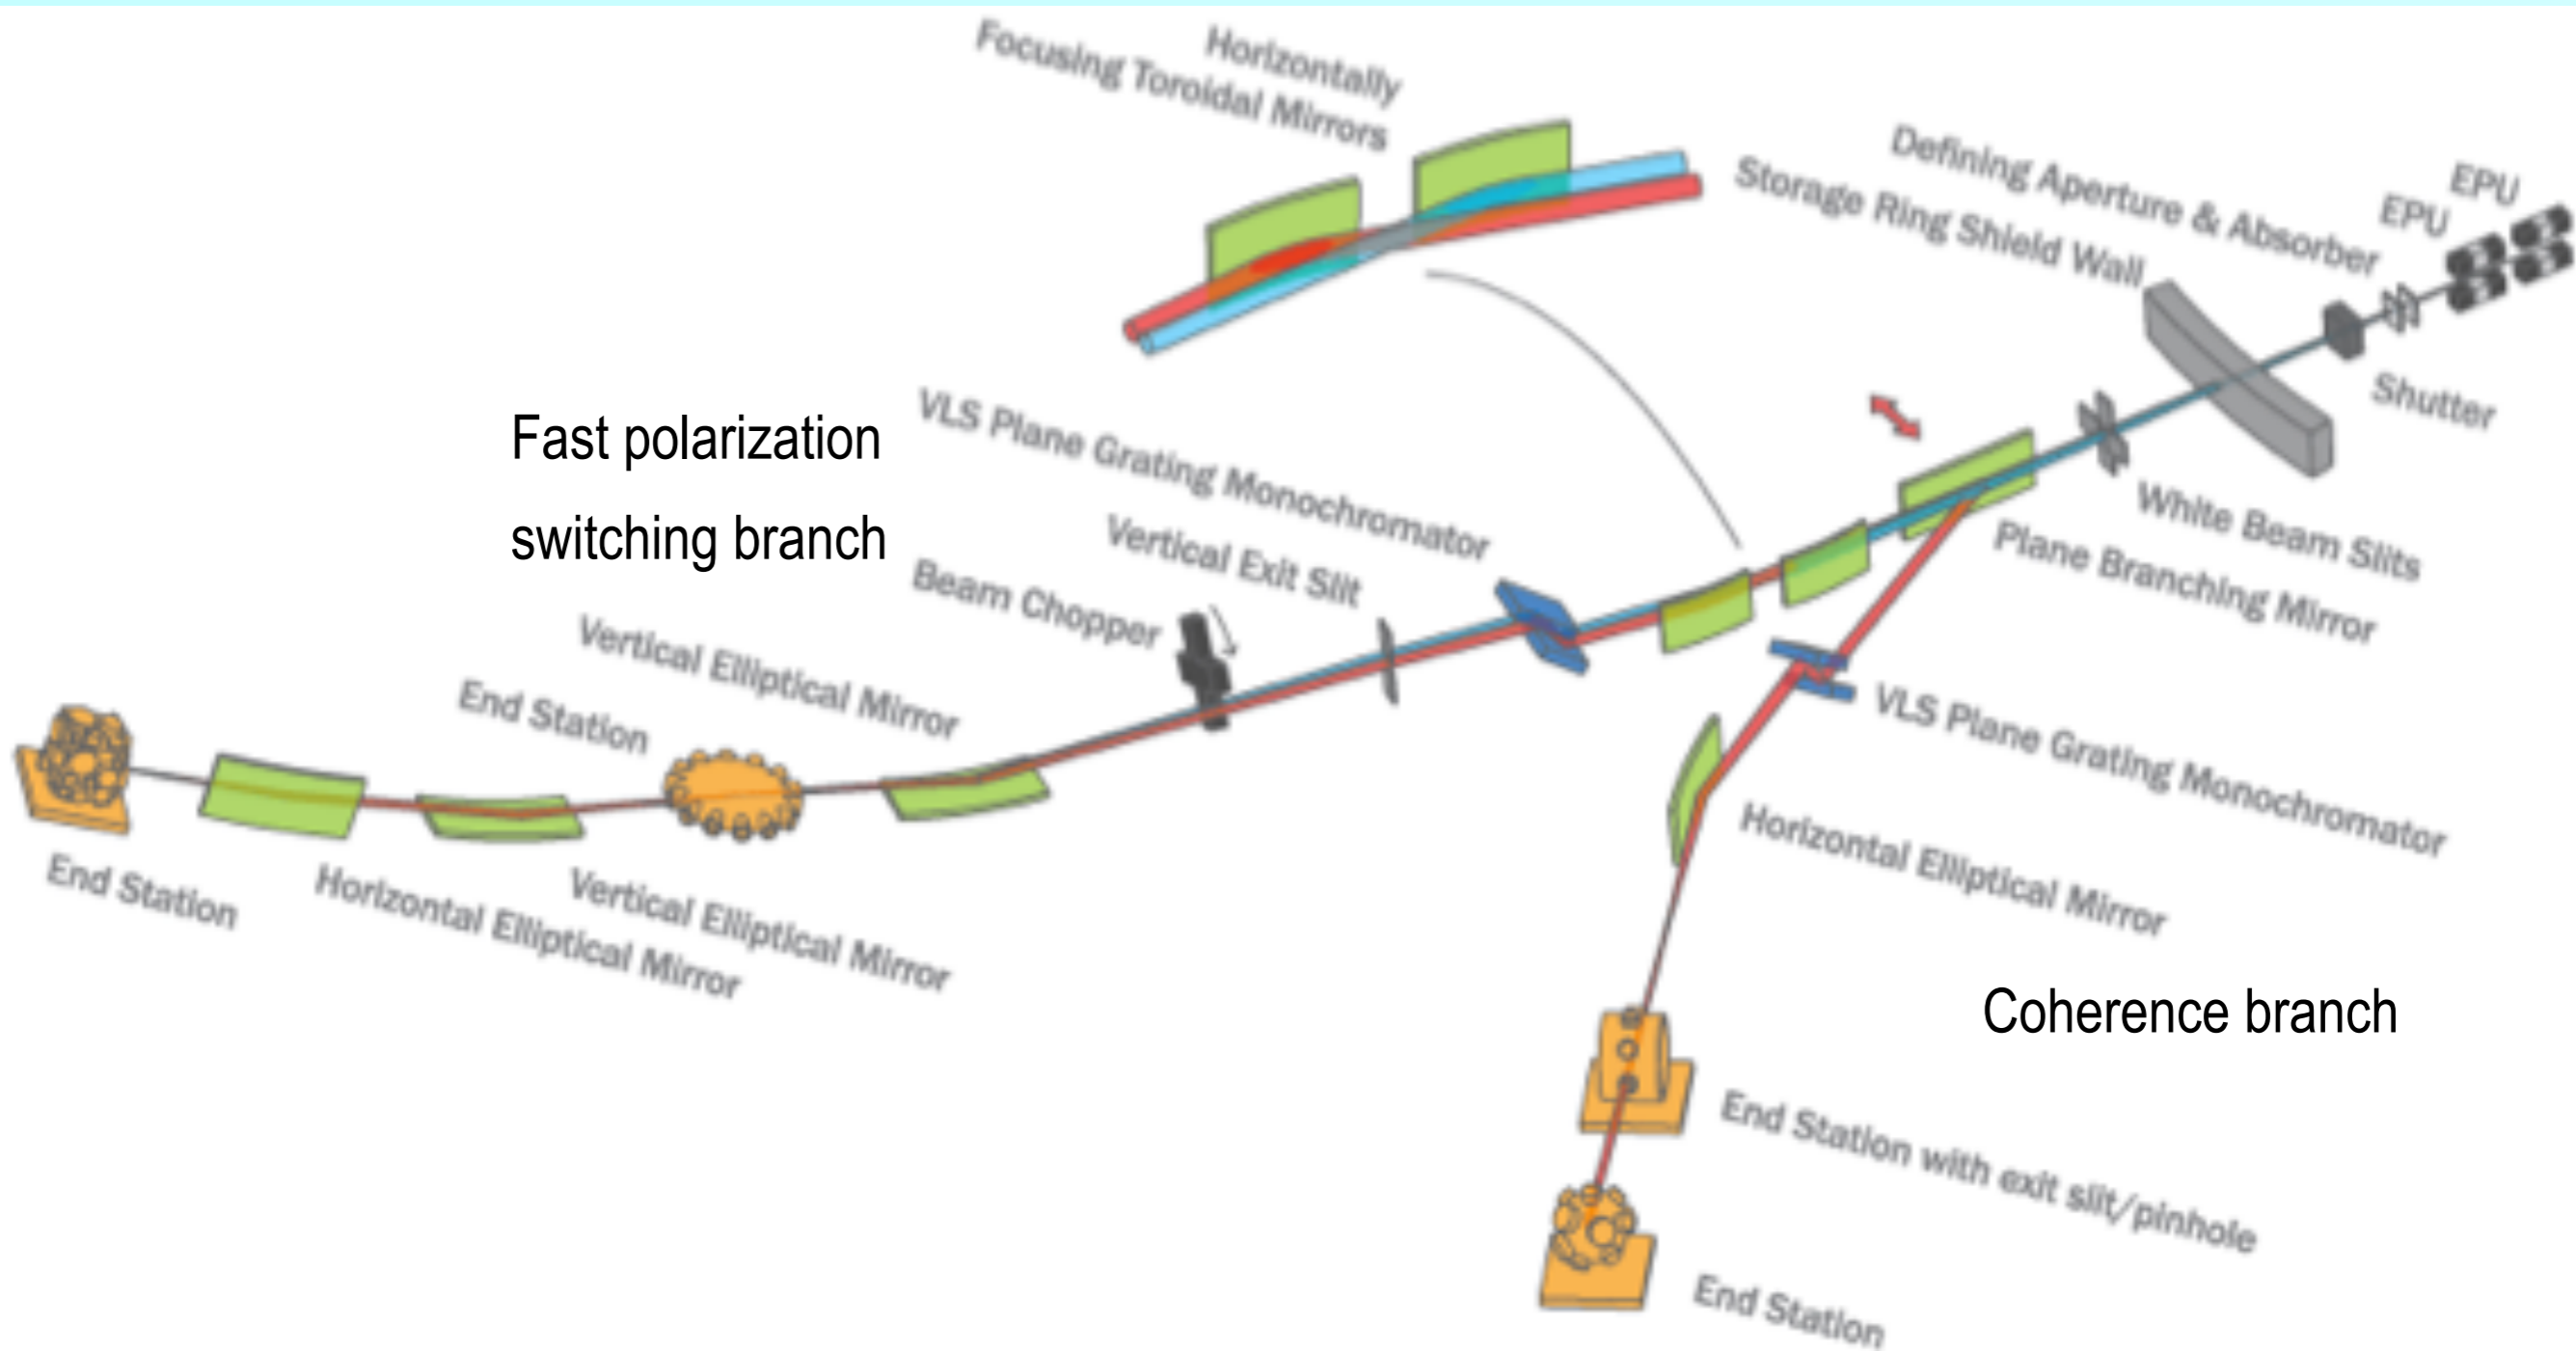 Horizontally
Focusing Toroidal Mirrors
Defining Aperture & Absorber
Storage Ring Shield Wall
EPU
EPU
Shutter
White Beam Slits
Plane Branching Mirror
Fast polarization
switching branch
VLS Plane Grating Monochromator
Vertical Exit Slit
Beam Chopper
Vertical Elliptical Mirror
End Station
End Station
Horizontal Elliptical Mirror
Vertical Elliptical Mirror
VLS Plane Grating Monochromator
Horizontal Elliptical Mirror
Coherence branch
End Station with exit slit/pinhole
End Station